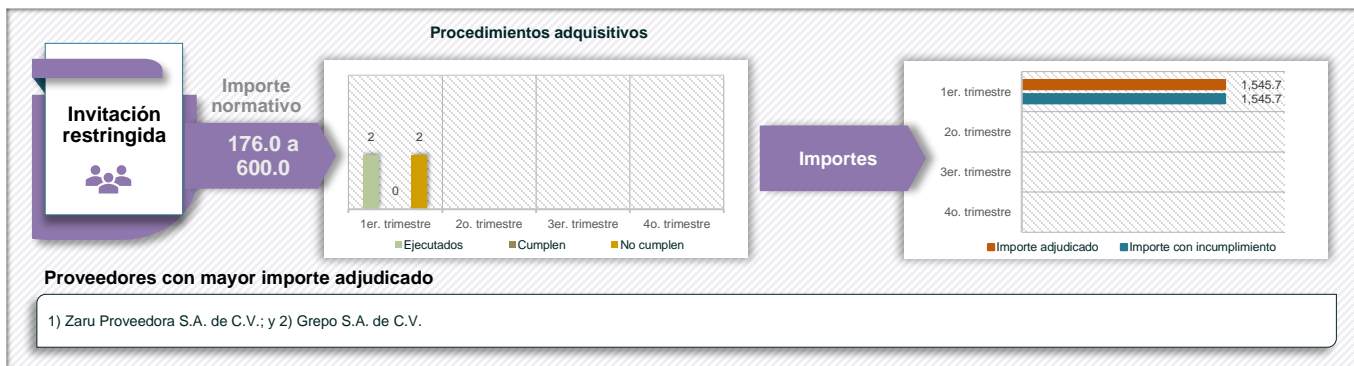 Procedimientos adquisitivos
Invitación
restringida
Importe
normativo
176.0 a
600.0
2
0
2
1er. trimestre
2o. trimestre
3er. trimestre
4o. trimestre
Ejecutados
Cumplen
No cumplen
Importes
1er. trimestre
1,545.7
1,545.7
2o. trimestre
3er. trimestre
4o. trimestre
Importe adjudicado
Importe con incumplimiento
Proveedores con mayor importe adjudicado
1) Zaru Proveedora S.A. de C.V.; y 2) Grepo S.A. de C.V.